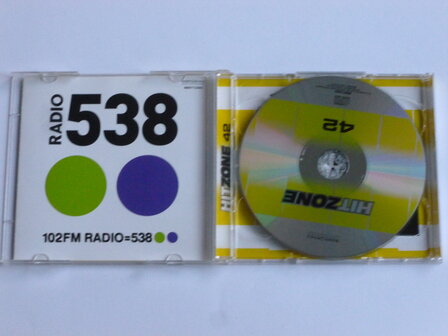 RADIO
538
102FM RADIO=538
HITZONE 42
42
HITZONE